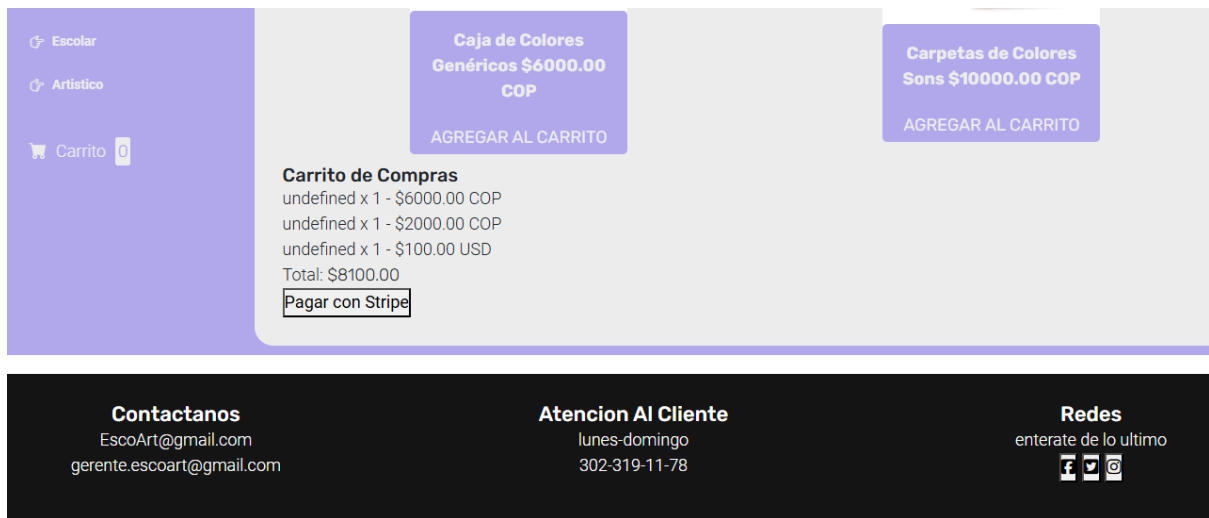 Escolar
Artistico
Carrito 0
Caja de Colores
Genéricos $6000.00
COP
AGREGAR AL CARRITO
Carpetas de Colores
Sons $10000.00 COP
AGREGAR AL CARRITO
Carrito de Compras
undefined x 1 - $6000.00 COP
undefined x 1 - $2000.00 COP
undefined x 1 - $100.00 USD
Total: $8100.00
Pagar con Stripe
Contactanos
EscoArt@gmail.com
gerente.escoart@gmail.com
Atencion Al Cliente
lunes-domingo
302-319-11-78
Redes
enterate de lo ultimo